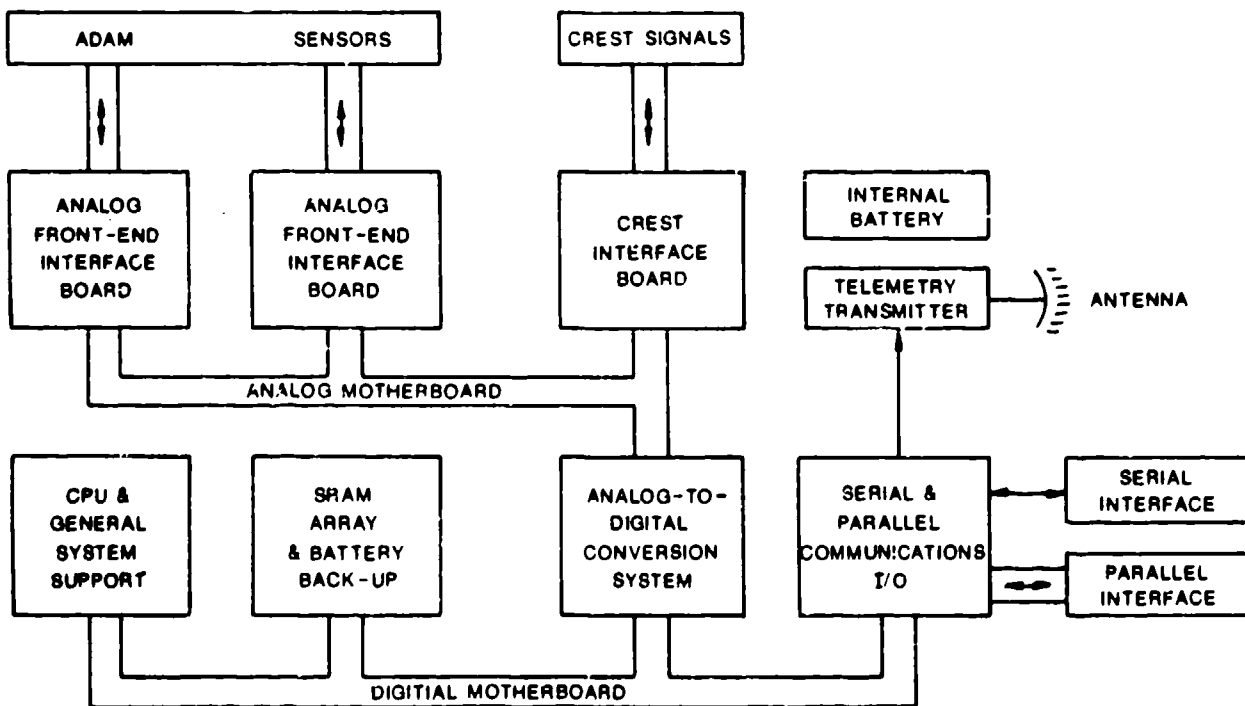 ADAM SENSORS
CREST SIGNALS
ANALOG
FRONT-END
INTERFACE
BOARD
ANALOG
FRONT-END
INTERFACE
BOARD
CREST
INTERFACE
BOARD
INTERNAL
BATTERY
TELEMETRY
TRANSMITTER
ANTENNA
ANALOG MOTHERBOARD
CPU &
GENERAL
SYSTEM
SUPPORT
SRAM
ARRAY
& BATTERY
BACK-UP
ANALOG-TO-
DIGITAL
CONVERSION
SYSTEM
SERIAL &
PARALLEL
COMMUNICATIONS
I/O
SERIAL
INTERFACE
PARALLEL
INTERFACE
DIGITIAL MOTHERBOARD